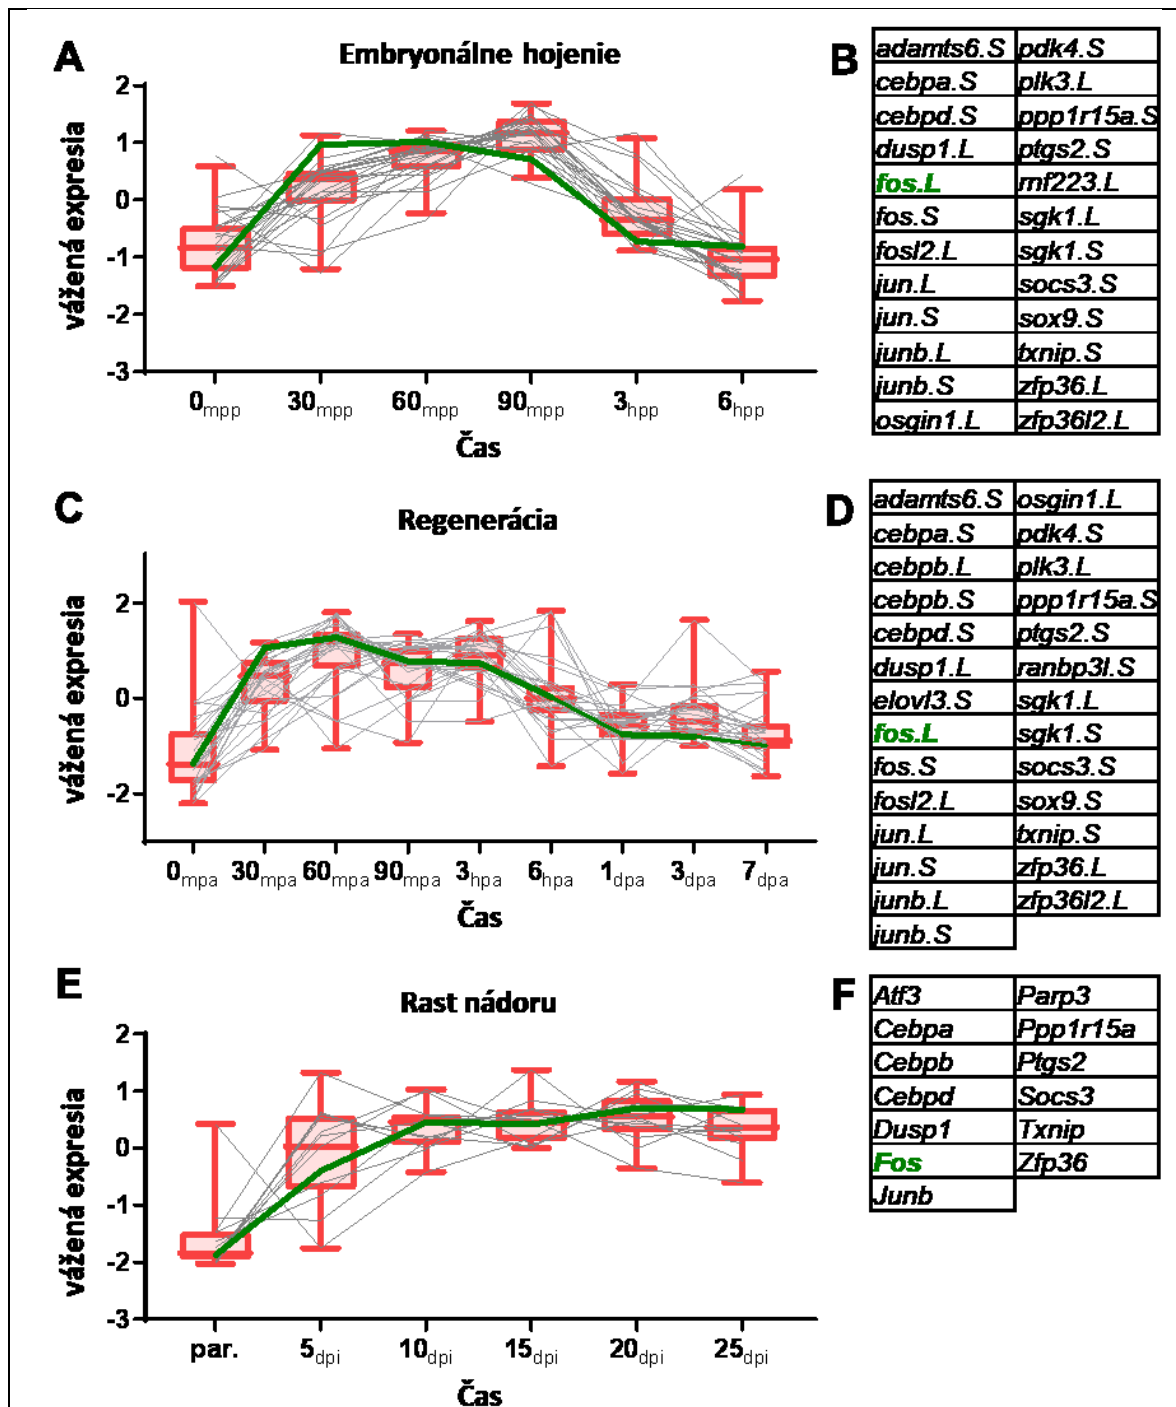 A
Embryonálne hojenie
vážená expresia
2
1
0
-1
-2
-3
0mpp 30mpp 60mpp 90mpp 3hpp 6hpp
Čas
B
adamts6.S pdk4.S
cebpa.S plk3.L
cebpd.S ppp1r15a.S
dusp1.L ptgs2.S
fos.L rnf223.L
fos.S sgk1.L
fosl2.L sgk1.S
jun.L socs3.S
jun.S sox9.S
junb.L txnip.S
junb.S zfp36.L
osgin1.L zfp36l2.L
C
Regenerácia
vážená expresia
2
0
-2
0mpa 30mpa 60mpa 90mpa 3hpa 6hpa 1dpa 3dpa 7dpa
Čas
D
adamts6.S osgin1.L
cebpa.S pdk4.S
cebpb.L plk3.L
cebpb.S ppp1r15a.S
cebpd.S ptgs2.S
dusp1.L ranbp3l.S
elovl3.S sgk1.L
fos.L sgk1.S
fos.S socs3.S
fosl2.L sox9.S
jun.L txnip.S
jun.S zfp36.L
junb.L zfp36l2.L
junb.S
E
Rast nádoru
vážená expresia
2
1
0
-1
-2
-3
par. 5dpi 10dpi 15dpi 20dpi 25dpi
Čas
F
Atf3 Parp3
Cebpa Ppp1r15a
Cebpb Ptgs2
Cebpd Socs3
Dusp1 Txnip
Fos Zfp36
Junb